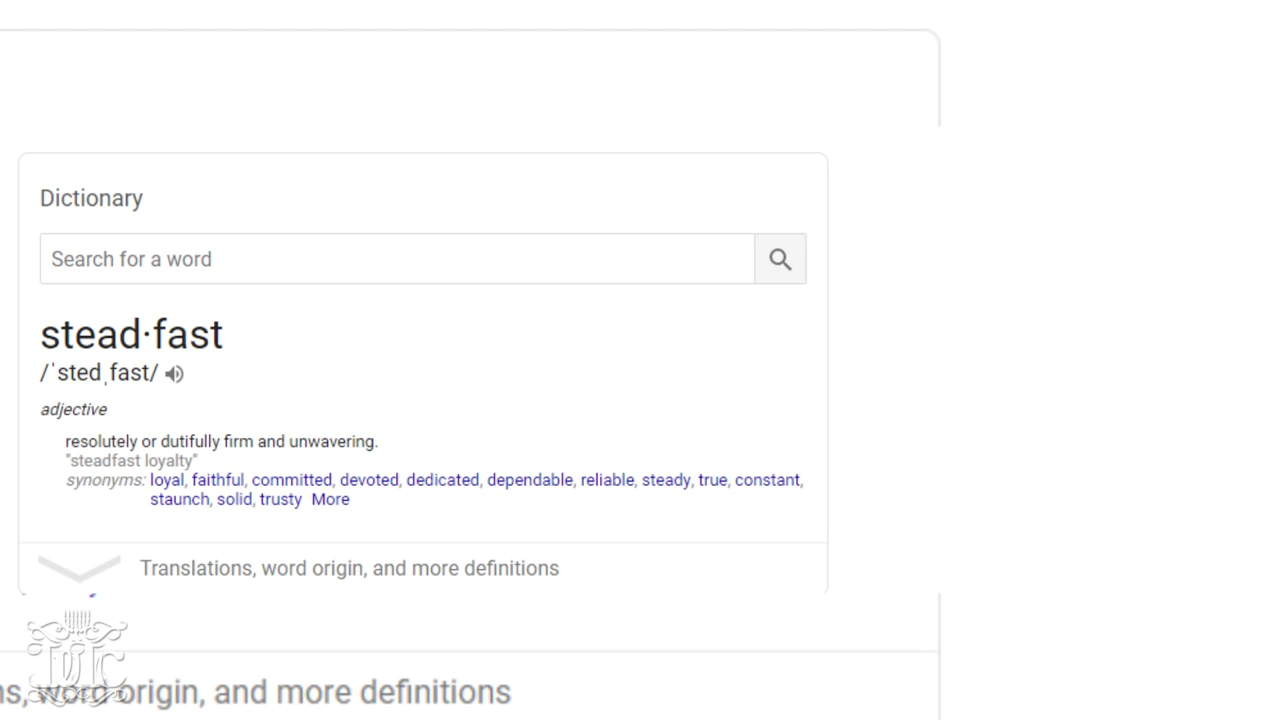 Dictionary
Search for a word
stead·fast
/ˈstedˌfast/
adjective
resolutely or dutifully firm and unwavering.
"steadfast loyalty"
synonyms: loyal, faithful, committed, devoted, dedicated, dependable, reliable, steady, true, constant,
staunch, solid, trusty More
Translations, word origin, and more definitions
ns, word origin, and more definitions